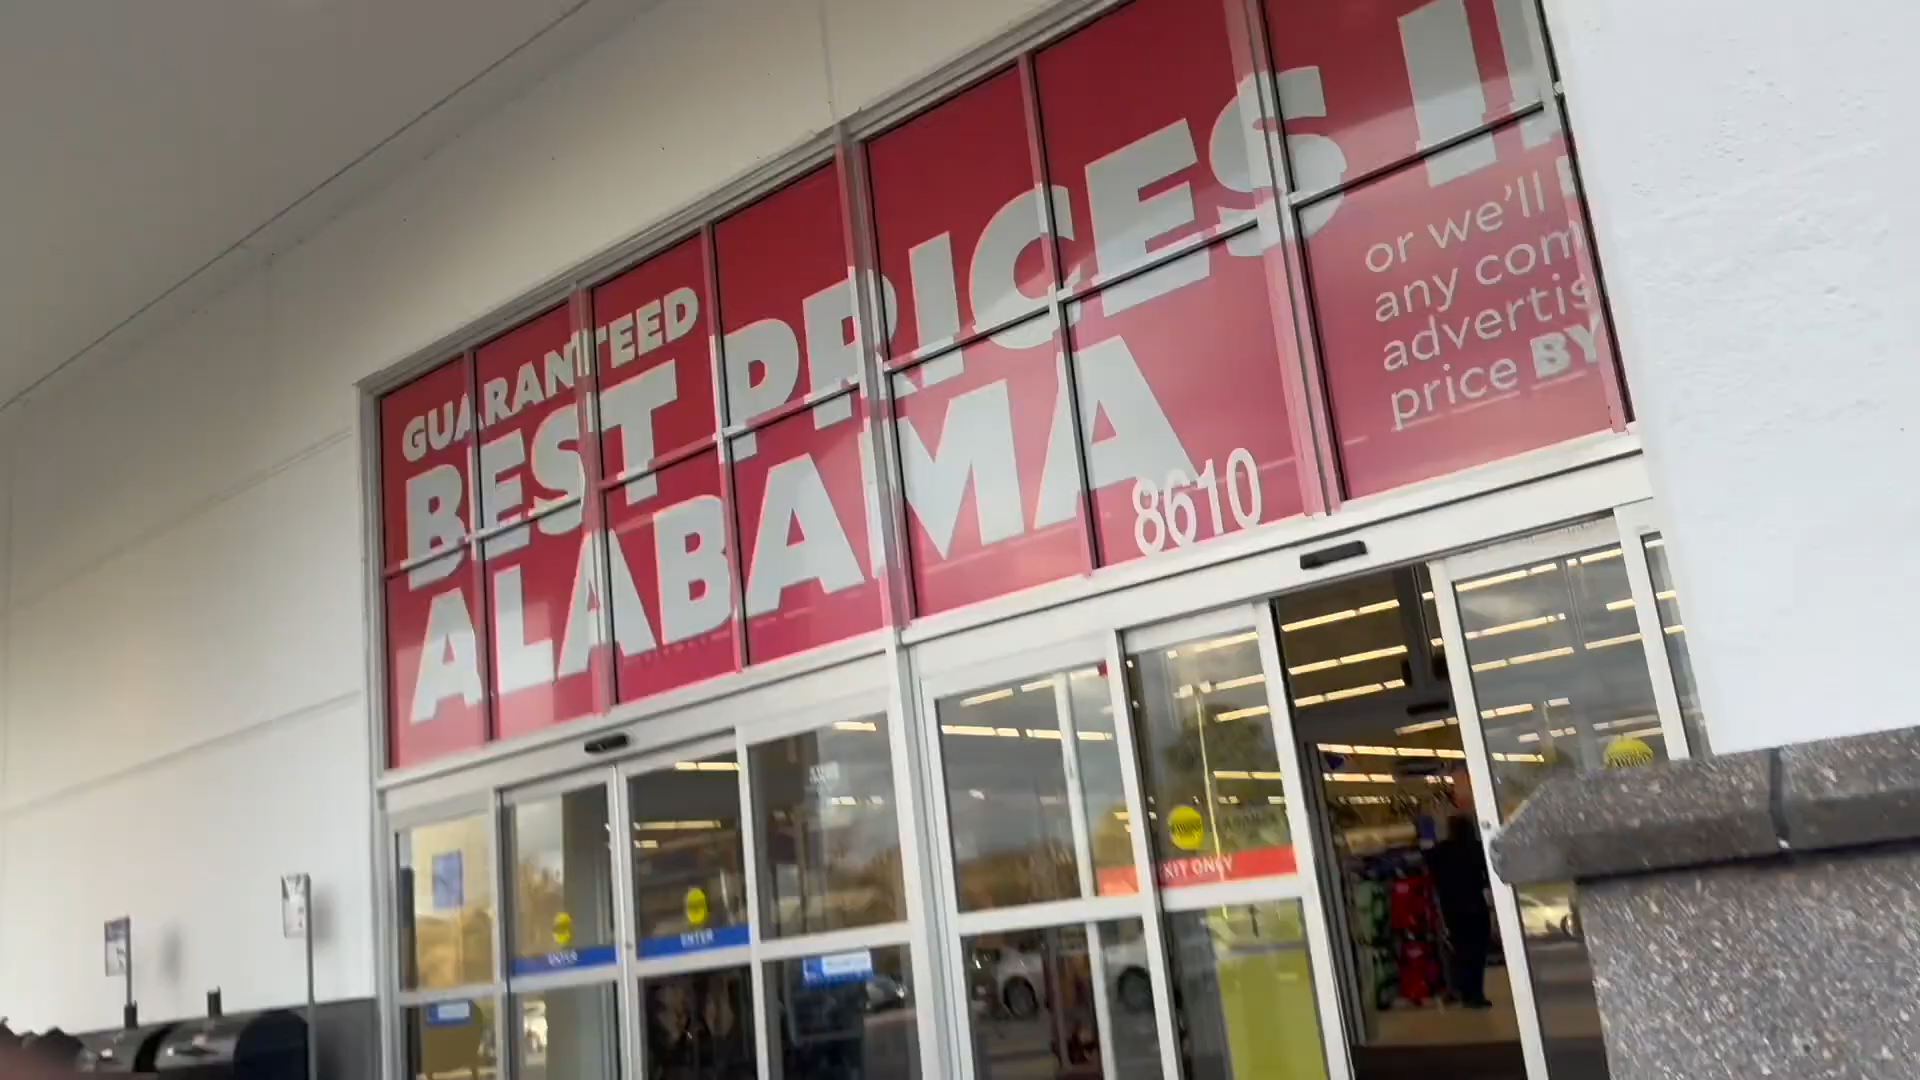 GUARANTEED
BEST PRICES I
ALABAMA
8610
or we'll
any com
advertis
price BY
ENTER
ENTER
EXIT ONLY